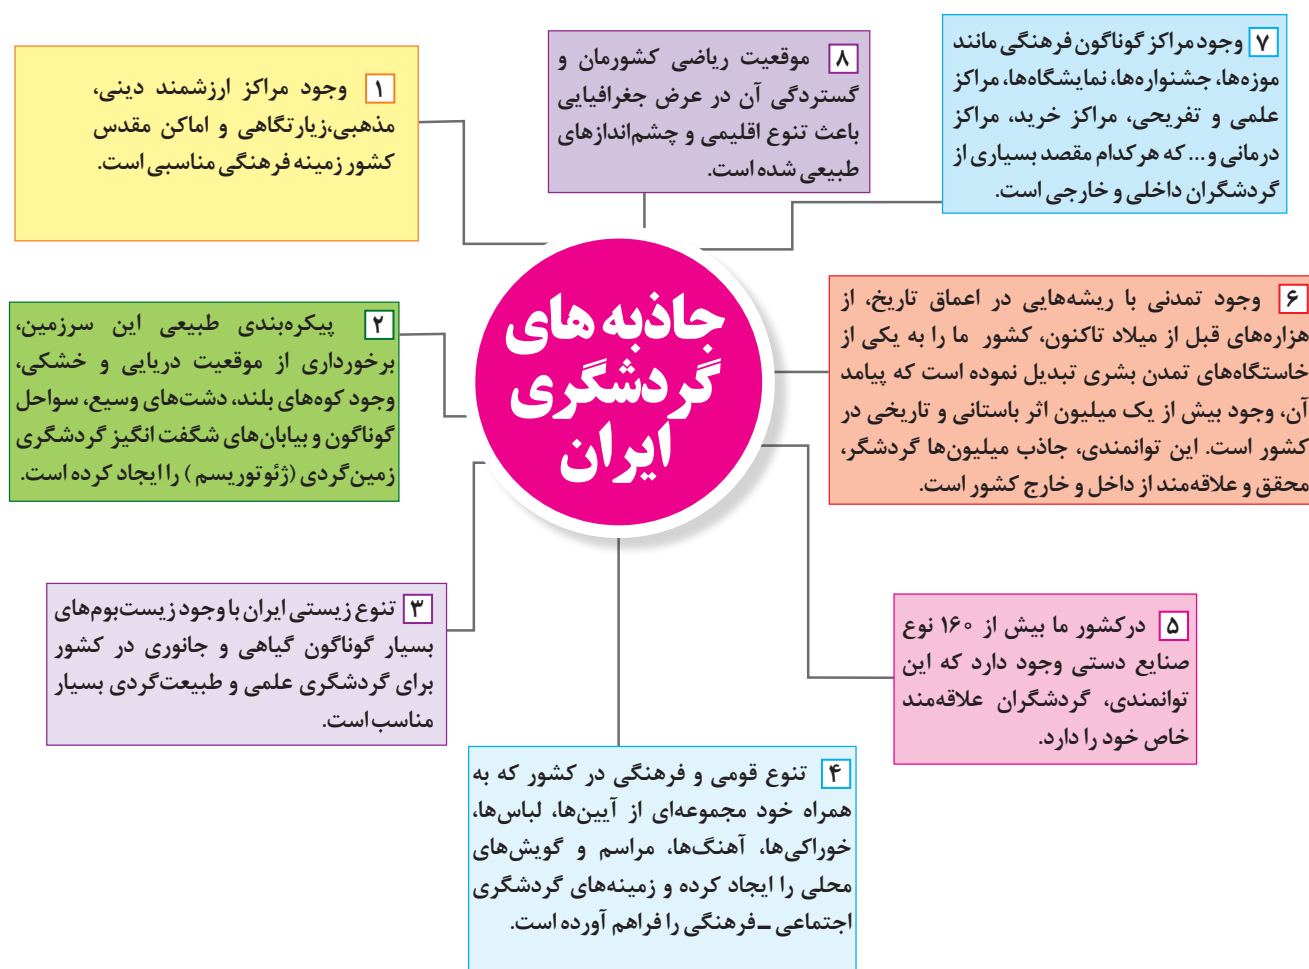 جاذبه های
گردشگری
ایران
۱ وجود مراکز ارزشمند دینی،
مذهبی،زیارتگاهی و اماکن مقدس
کشور زمینه فرهنگی مناسبی است.
۲ پیکره‌بندی طبیعی این سرزمین،
برخورداری از موقعیت دریایی و خشکی،
وجود کوه‌های بلند، دشت‌های وسیع، سواحل
گوناگون و بیابان‌های شگفت انگیز گردشگری
زمین‌گردی (ژئوتوریسم ) را ایجاد کرده است.
۳ تنوع زیستی ایران با وجود زیست‌بوم‌های
بسیار گوناگون گیاهی و جانوری در کشور
برای گردشگری علمی و طبیعت‌گردی بسیار
مناسب است.
۴ تنوع قومی و فرهنگی در کشور که به
همراه خود مجموعه‌ای از آیین‌ها، لباس‌ها،
خوراکی‌ها، آهنگ‌ها، مراسم و گویش‌های
محلی را ایجاد کرده و زمینه‌های گردشگری
اجتماعی ـ فرهنگی را فراهم آورده است.
۵ درکشور ما بیش از ۱۶۰ نوع
صنایع دستی وجود دارد که این
توانمندی، گردشگران علاقه‌مند
خاص خود را دارد.
۶ وجود تمدنی با ریشه‌هایی در اعماق تاریخ، از
هزاره‌های قبل از میلاد تاکنون، کشور ما را به یکی از
خاستگاه‌های تمدن بشری تبدیل نموده است که پیامد
آن، وجود بیش از یک میلیون اثر باستانی و تاریخی در
کشور است. این توانمندی، جاذب میلیون‌ها گردشگر،
محقق و علاقه‌مند از داخل و خارج کشور است.
۷ وجود مراکز گوناگون فرهنگی مانند
موزه‌ها، جشنواره‌ها، نمایشگاه‌ها، مراکز
علمی و تفریحی، مراکز خرید، مراکز
درمانی و... که هرکدام مقصد بسیاری از
گردشگران داخلی و خارجی است.
۸ موقعیت ریاضی کشورمان و
گستردگی آن در عرض جغرافیایی
باعث تنوع اقلیمی و چشم‌اندازهای
طبیعی شده است.